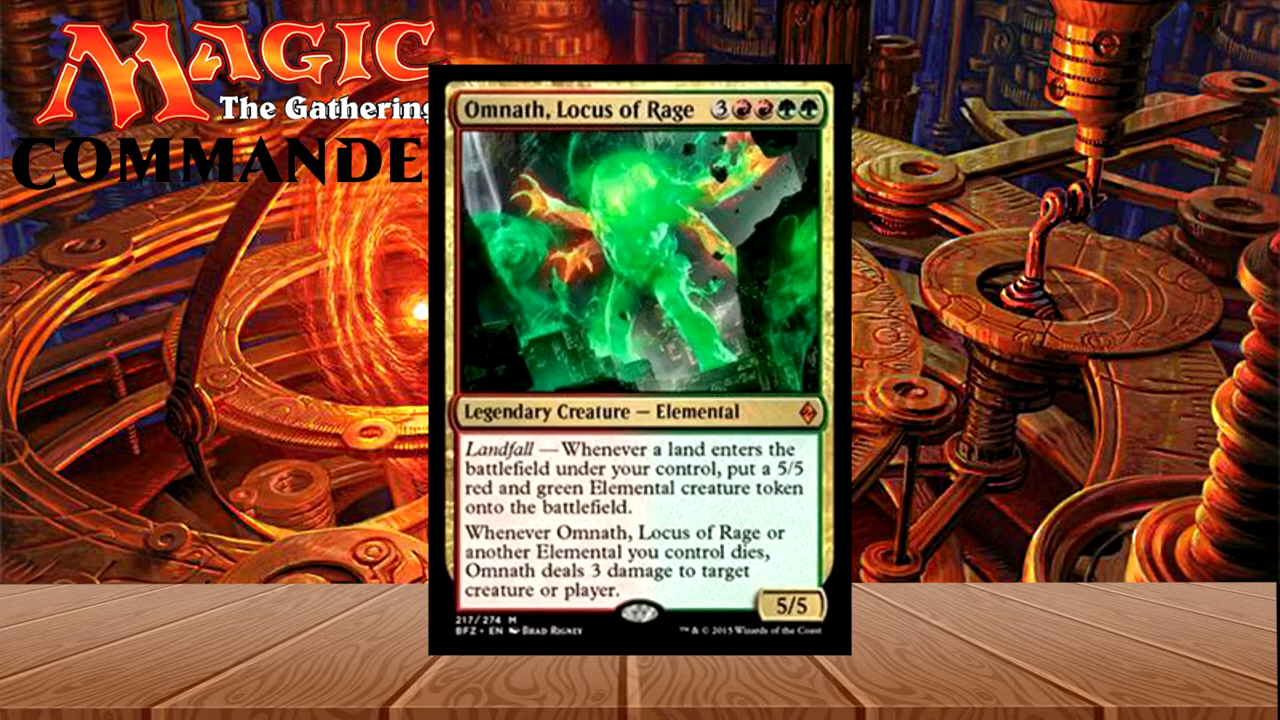 MAGIC
The Gathering
COMMANDE
Omnath, Locus of Rage 3
Legendary Creature — Elemental
Landfall — Whenever a land enters the
battlefield under your control, put a 5/5
red and green Elemental creature token
onto the battlefield.
Whenever Omnath, Locus of Rage or
another Elemental you control dies,
Omnath deals 3 damage to target
creature or player.
5/5
217/274 M
BFZ • EN Brad Rigney
™ & © 2015 Wizards of the Coast